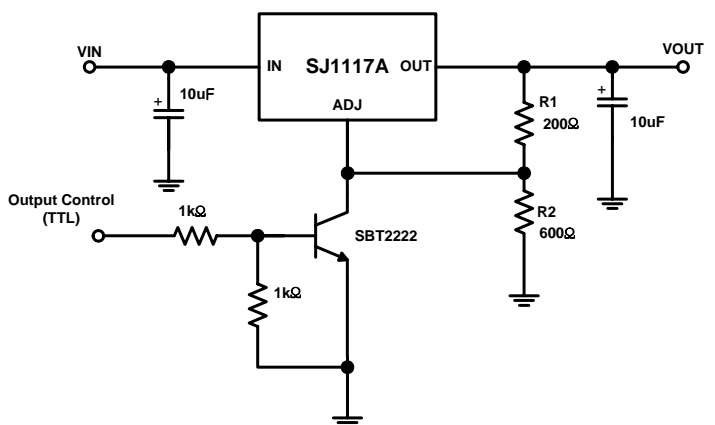 VIN
IN
SJ1117A
OUT
VOUT
ADJ
+
10uF
R1
200Ω
+
10uF
R2
600Ω
Output Control
(TTL)
1kΩ
SBT2222
1kΩ